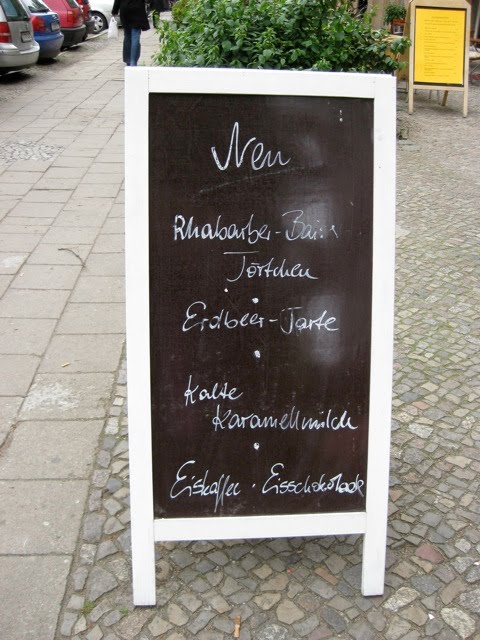 Neu
Rhabarber-Baiser
Törtchen
Erdbeer-Tarte
Kalte
Karamellmilch
Eiskaffee · Eisschokolade